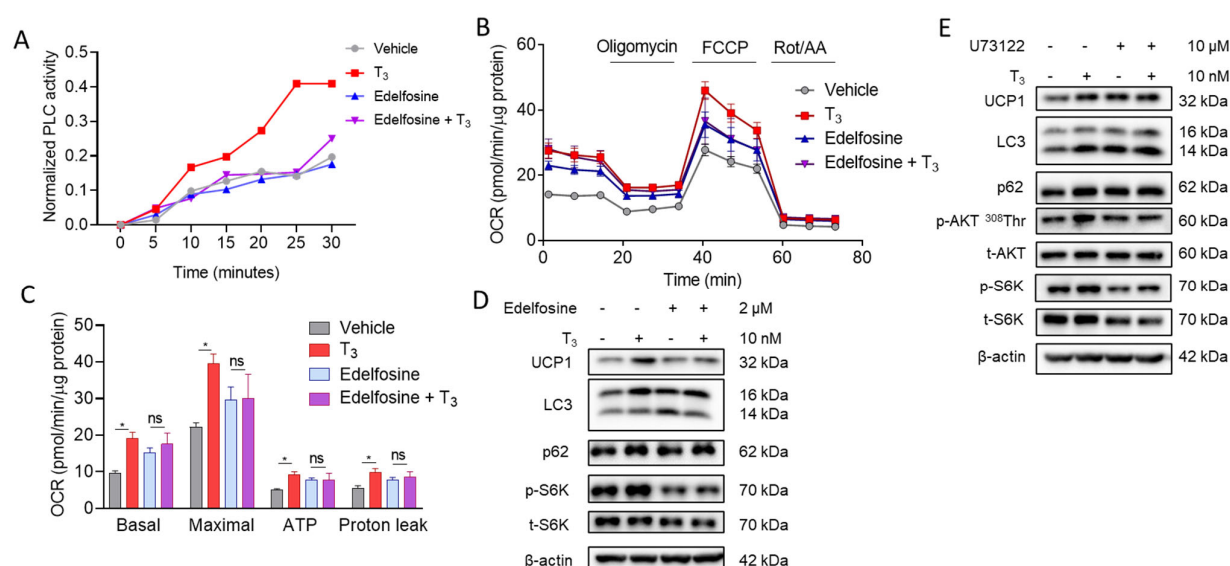 A
Normalized PLC activity
0.5
0.4
0.3
0.2
0.1
0.0
0 5 10 15 20 25 30
Time (minutes)
Vehicle
T3
Edelfosine
Edelfosine + T3
B
OCR (pmol/min/µg protein)
60
40
20
0
0 20 40 60 80
Time (min)
Oligomycin FCCP Rot/AA
Vehicle
T3
Edelfosine
Edelfosine + T3
C
OCR (pmol/min/µg protein)
50
40
30
20
10
0
Vehicle
T3
Edelfosine
Edelfosine + T3
* ns * ns * ns * ns
Basal Maximal ATP Proton leak
D
Edelfosine - - + + 2 µM
T3 - + - + 10 nM
UCP1 32 kDa
LC3 16 kDa
14 kDa
p62 62 kDa
p-S6K 70 kDa
t-S6K 70 kDa
β-actin 42 kDa
E
U73122 - - + + 10 µM
T3 - + - + 10 nM
UCP1 32 kDa
LC3 16 kDa
14 kDa
p62 62 kDa
p-AKT 308Thr 60 kDa
t-AKT 60 kDa
p-S6K 70 kDa
t-S6K 70 kDa
β-actin 42 kDa